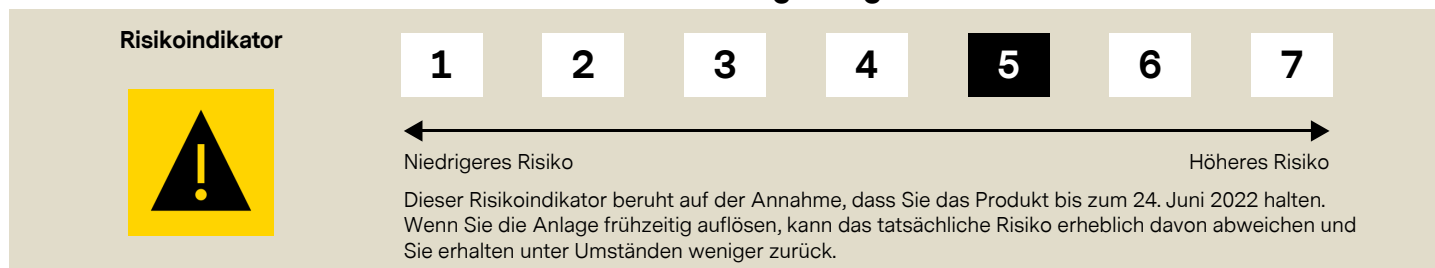 Risikoindikator
1 2 3 4 5 6 7
Niedrigeres Risiko Höheres Risiko
Dieser Risikoindikator beruht auf der Annahme, dass Sie das Produkt bis zum 24. Juni 2022 halten.
Wenn Sie die Anlage frühzeitig auflösen, kann das tatsächliche Risiko erheblich davon abweichen und
Sie erhalten unter Umständen weniger zurück.